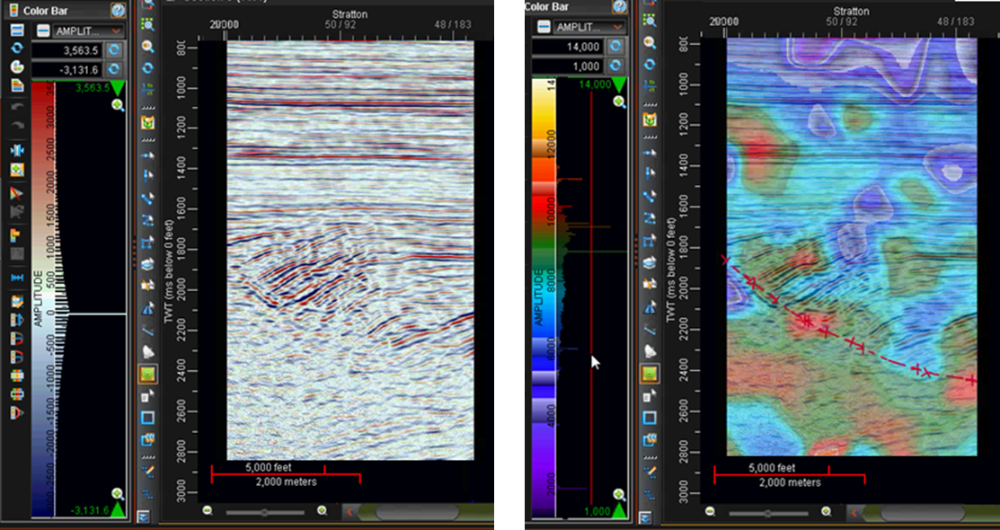 Color Bar
AMPLIT...
3,563.5
-3,131.6
3,563.5
3000
2500
2000
1500
1000
500
0
-500
-1000
-1500
-2000
-2500
AMPLITUDE
-3,131.6
Stratton
50 / 92
48 / 183
800
1000
1200
1400
1600
1800
2000
2200
2400
2600
2800
3000
TWT (ms below 0 feet)
5,000 feet
2,000 meters
Color Bar
AMPLIT...
14,000
1,000
14,000
12000
10000
8000
6000
4000
2000
AMPLITUDE
1,000
Stratton
50 / 92
48 / 183
800
1000
1200
1400
1600
1800
2000
2200
2400
2600
2800
3000
TWT (ms below 0 feet)
5,000 feet
2,000 meters